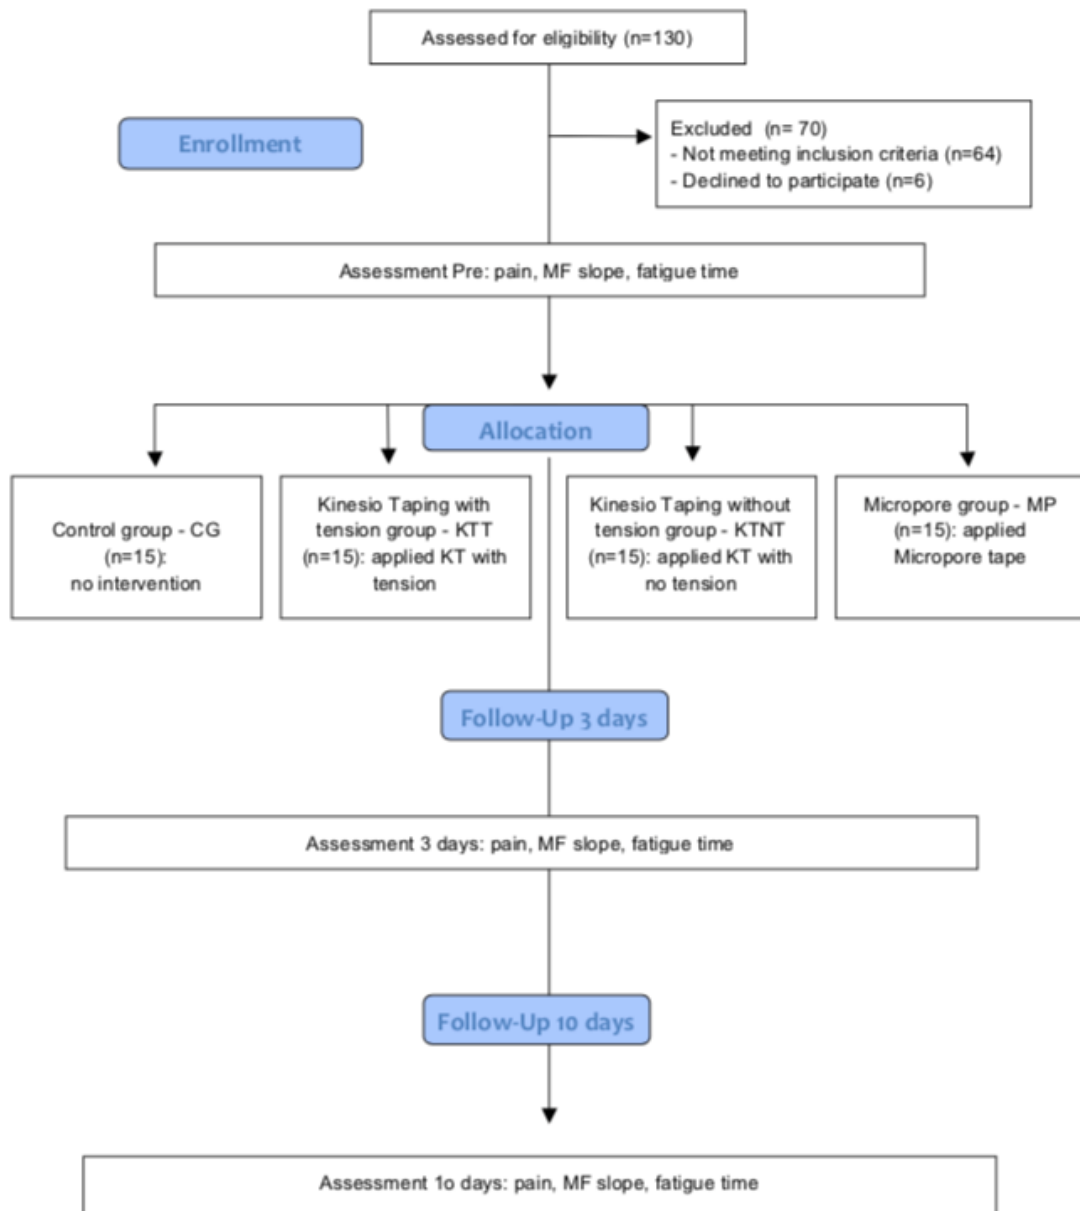 Assessed for eligibility (n=130)
Enrollment
Excluded (n= 70)
- Not meeting inclusion criteria (n=64)
- Declined to participate (n=6)
Assessment Pre: pain, MF slope, fatigue time
Allocation
Control group - CG
(n=15):
no intervention
Kinesio Taping with
tension group - KTT
(n=15): applied KT with
tension
Kinesio Taping without
tension group - KTNT
(n=15): applied KT with
no tension
Micropore group - MP
(n=15): applied
Micropore tape
Follow-Up 3 days
Assessment 3 days: pain, MF slope, fatigue time
Follow-Up 10 days
Assessment 1o days: pain, MF slope, fatigue time